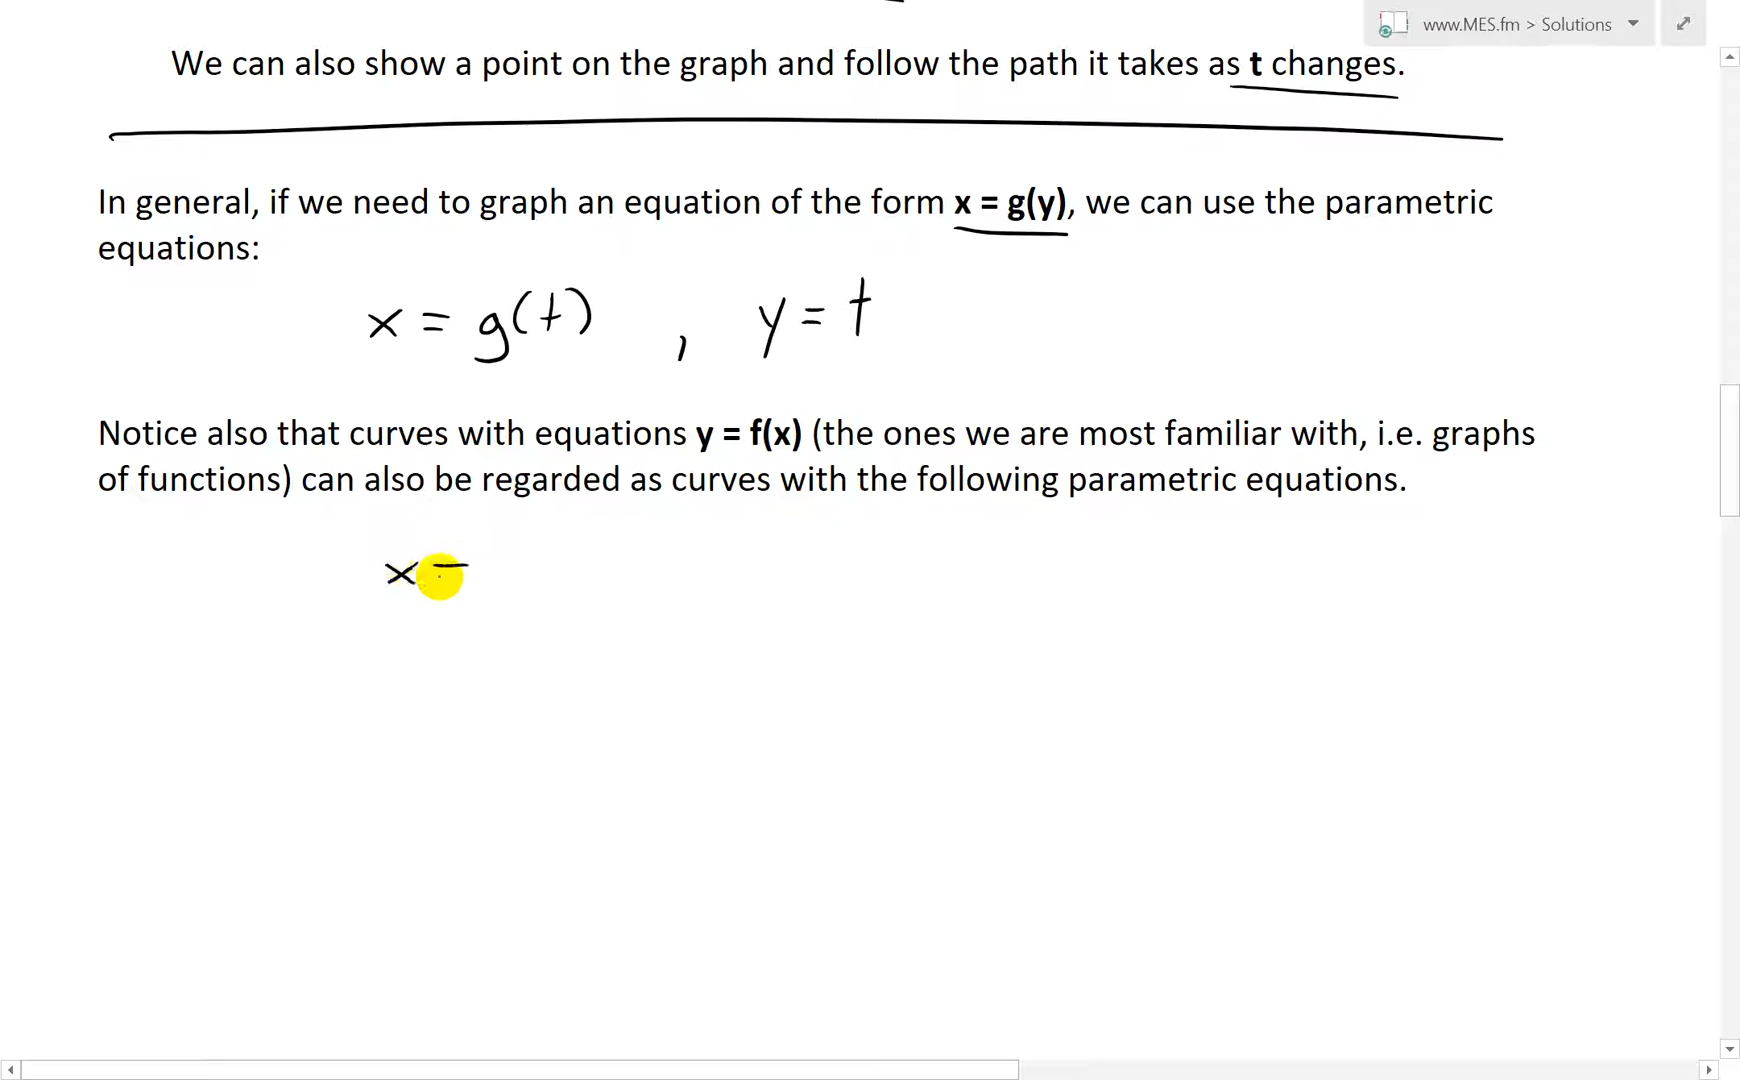 www.MES.fm > Solutions
We can also show a point on the graph and follow the path it takes as t changes.
In general, if we need to graph an equation of the form x = g(y), we can use the parametric
equations:
x = g(t) , y = t
Notice also that curves with equations y = f(x) (the ones we are most familiar with, i.e. graphs
of functions) can also be regarded as curves with the following parametric equations.
x =